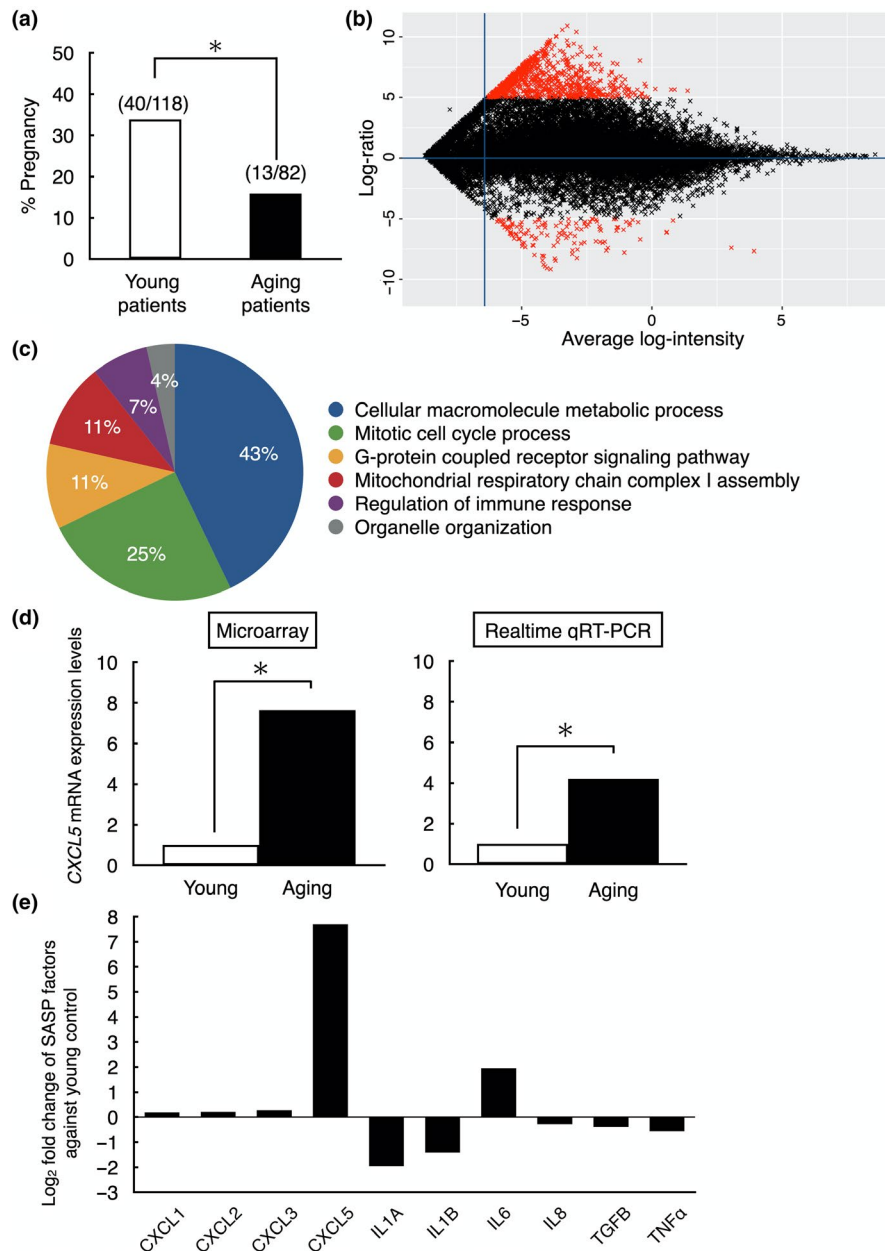 (a)
*
50
40
30
20
10
0
% Pregnancy
(40/118)
(13/82)
Young
patients
Aging
patients
(b)
10
5
0
−5
−10
Log-ratio
−5
0
5
Average log-intensity
(c)
43%
25%
11%
11%
7%
4%
Cellular macromolecule metabolic process
Mitotic cell cycle process
G-protein coupled receptor signaling pathway
Mitochondrial respiratory chain complex I assembly
Regulation of immune response
Organelle organization
(d)
CXCL5 mRNA expression levels
Microarray
10
8
6
4
2
0
*
Young
Aging
Realtime qRT-PCR
10
8
6
4
2
0
*
Young
Aging
(e)
Log₂ fold change of SASP factors
against young control
8
7
6
5
4
3
2
1
0
−1
−2
−3
CXCL1
CXCL2
CXCL3
CXCL5
IL1A
IL1B
IL6
IL8
TGFB
TNFα